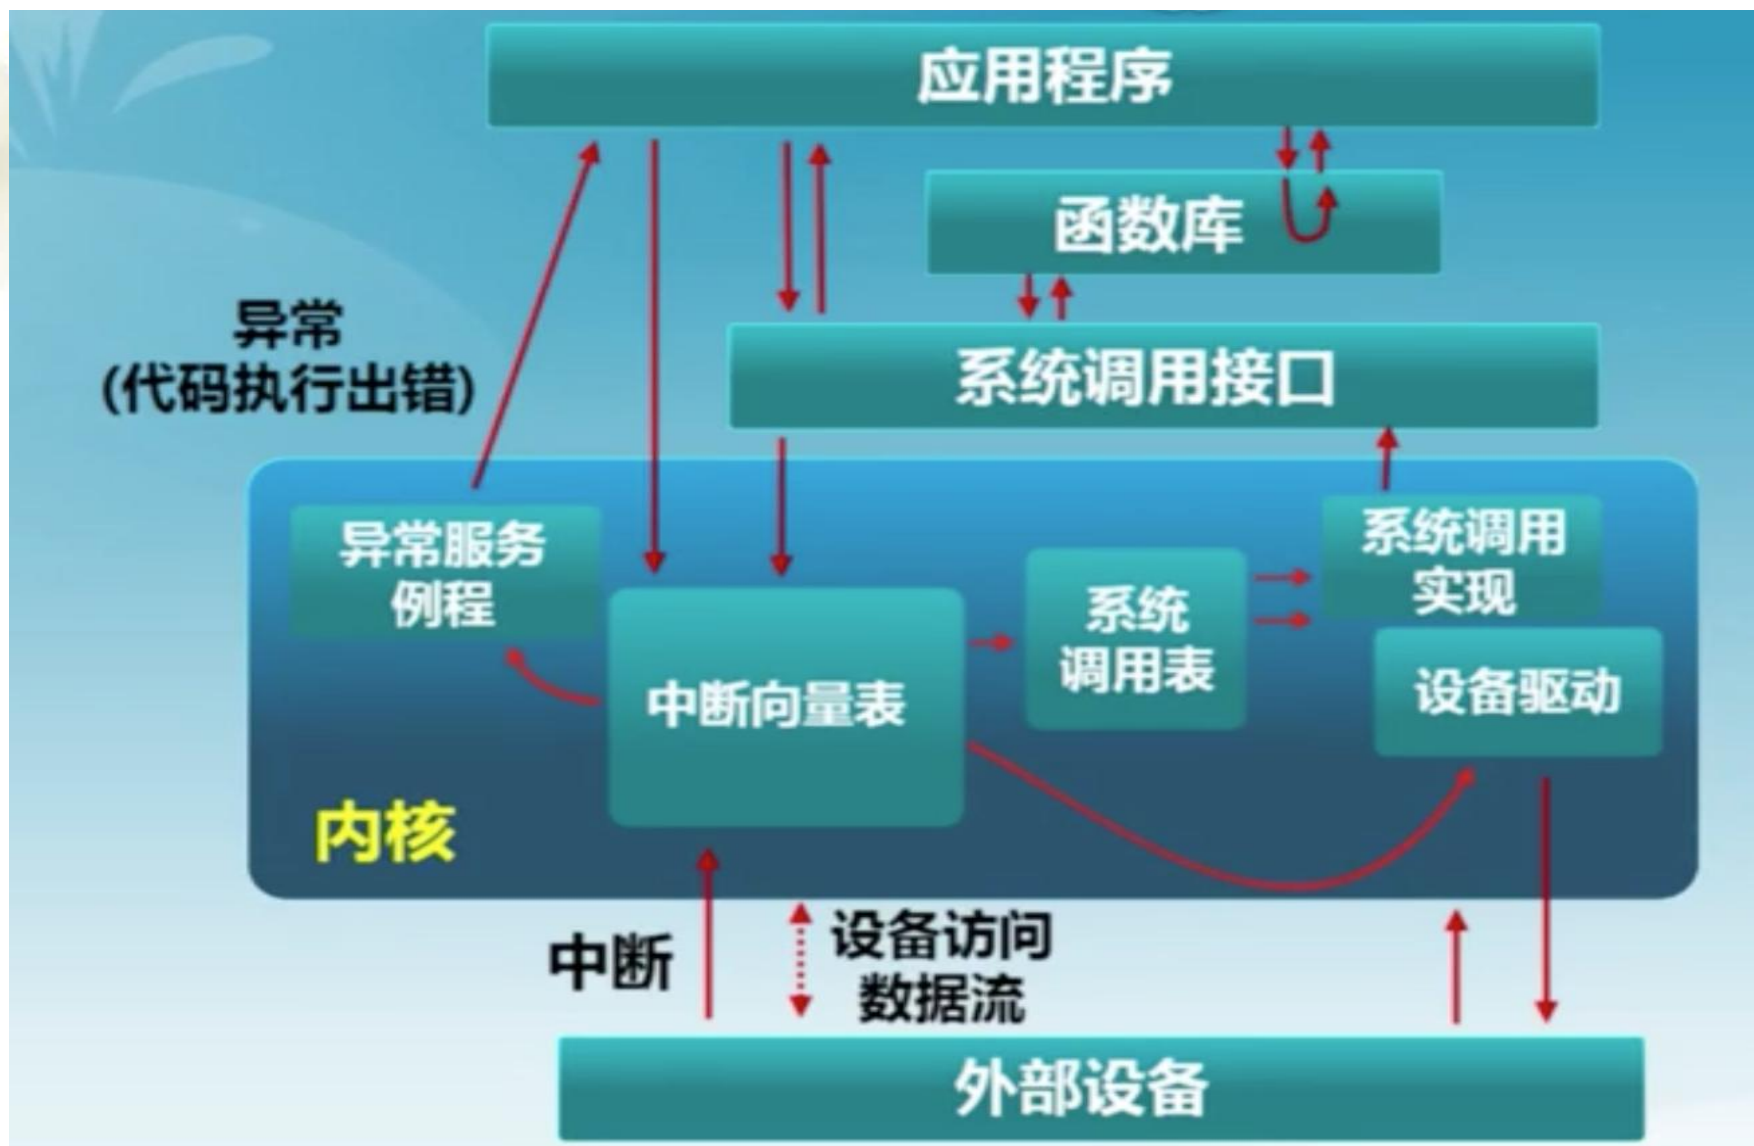 应用程序
函数库
异常
(代码执行出错)
系统调用接口
异常服务
例程
系统调用
实现
系统
调用表
中断向量表
设备驱动
内核
中断
设备访问
数据流
外部设备